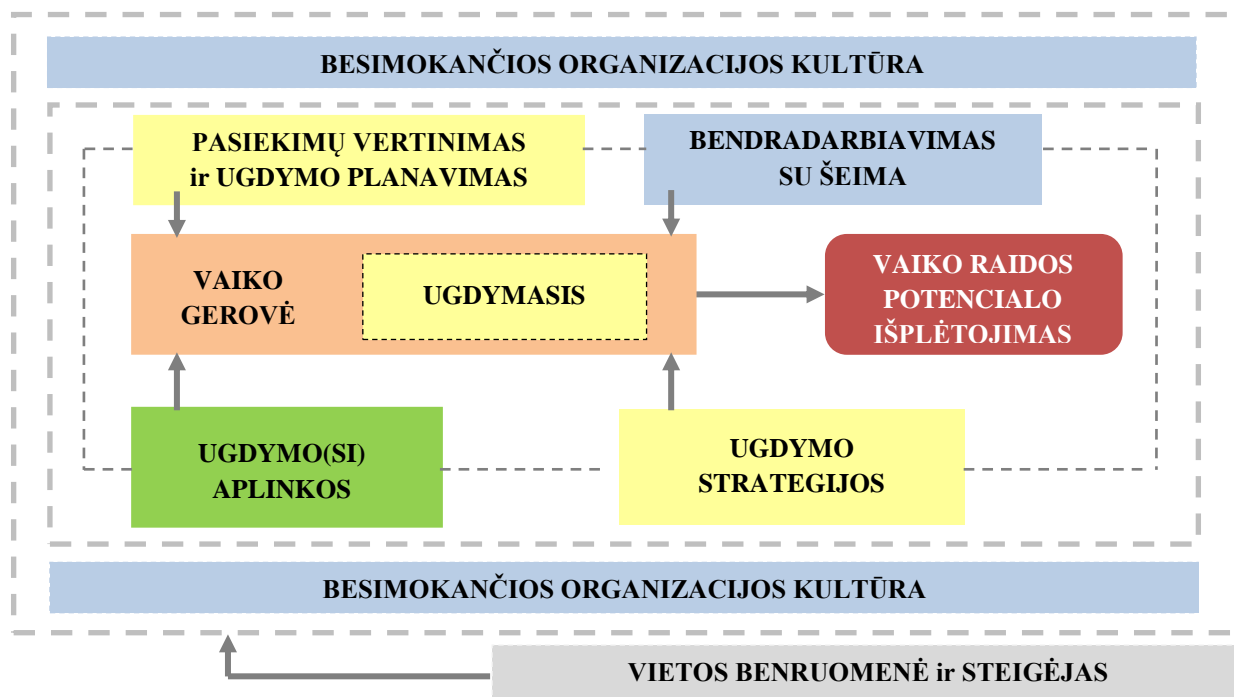 BESIMOKANČIOS ORGANIZACIJOS KULTŪRA
PASIEKIMŲ VERTINIMAS
ir UGDYMO PLANAVIMAS
BENDRADARBIAVIMAS
SU ŠEIMA
VAIKO
GEROVĖ
UGDYMASIS
VAIKO RAIDOS
POTENCIALO
IŠPLĖTOJIMAS
UGDYMO(SI)
APLINKOS
UGDYMO
STRATEGIJOS
BESIMOKANČIOS ORGANIZACIJOS KULTŪRA
VIETOS BENRUOMENĖ ir STEIGĖJAS